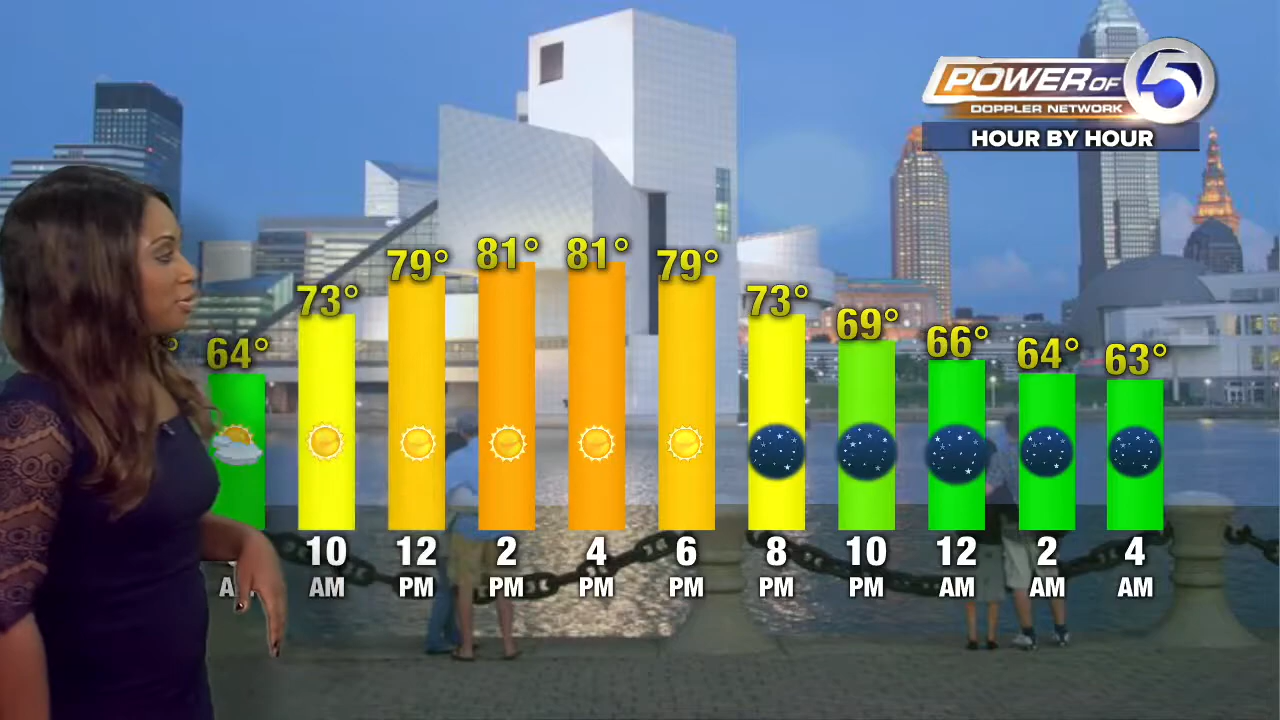 POWER OF 5
DOPPLER NETWORK
HOUR BY HOUR
64° 73° 79° 81° 81° 79° 73° 69° 66° 64° 63°
10 12 2 4 6 8 10 12 2 4
AM PM PM PM PM PM PM AM AM AM